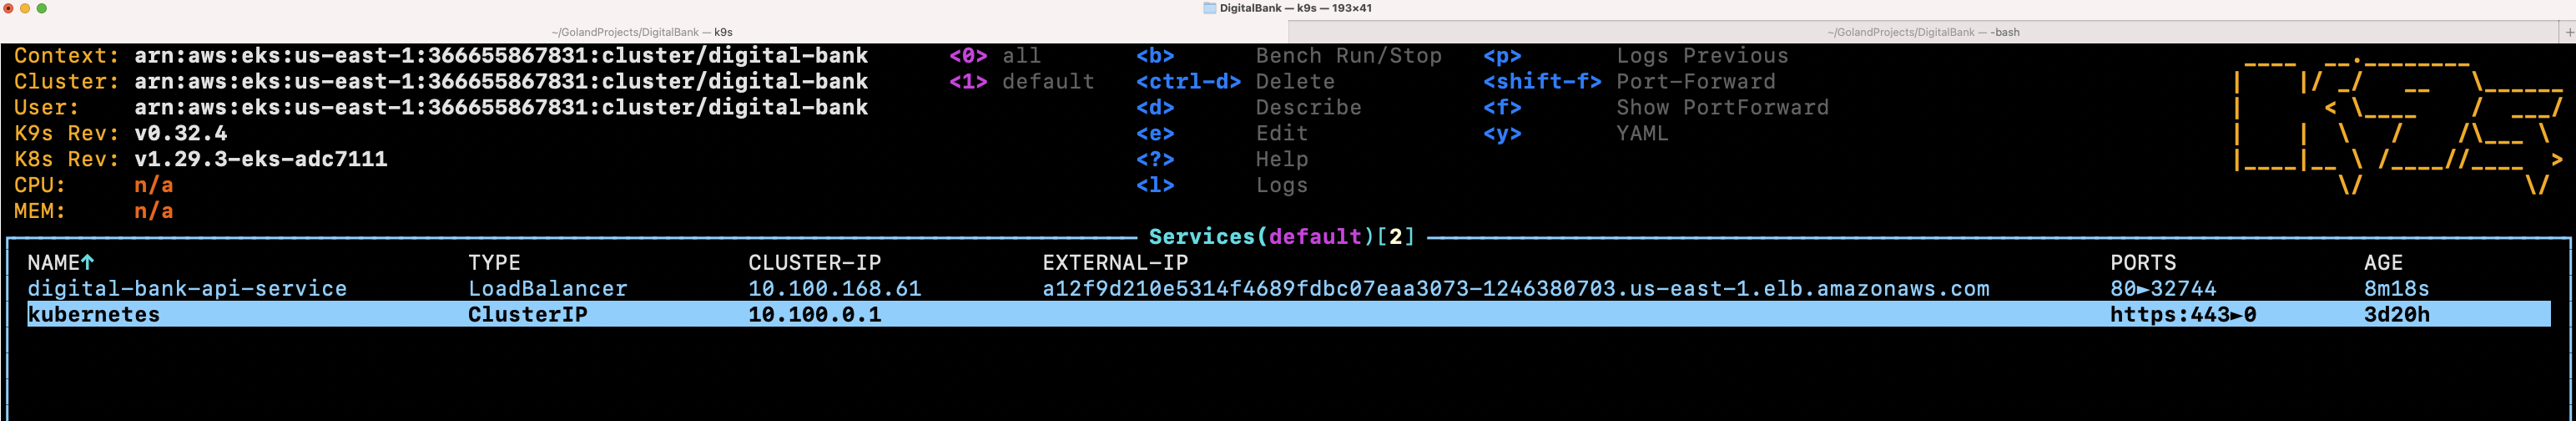 DigitalBank — k9s — 193×41
~/GolandProjects/DigitalBank — k9s ~/GolandProjects/DigitalBank — -bash +
Context: arn:aws:eks:us-east-1:366655867831:cluster/digital-bank <0> all <b> Bench Run/Stop <p> Logs Previous
Cluster: arn:aws:eks:us-east-1:366655867831:cluster/digital-bank <1> default <ctrl-d> Delete <shift-f> Port-Forward
User: arn:aws:eks:us-east-1:366655867831:cluster/digital-bank <d> Describe <f> Show PortForward
K9s Rev: v0.32.4 <e> Edit <y> YAML
K8s Rev: v1.29.3-eks-adc7111 <?> Help
CPU: n/a <l> Logs
MEM: n/a
Services(default)[2]
NAME↑ TYPE CLUSTER-IP EXTERNAL-IP PORTS AGE
digital-bank-api-service LoadBalancer 10.100.168.61 a12f9d210e5314f4689fdbc07eaa3073-1246380703.us-east-1.elb.amazonaws.com 80►32744 8m18s
kubernetes ClusterIP 10.100.0.1 https:443►0 3d20h